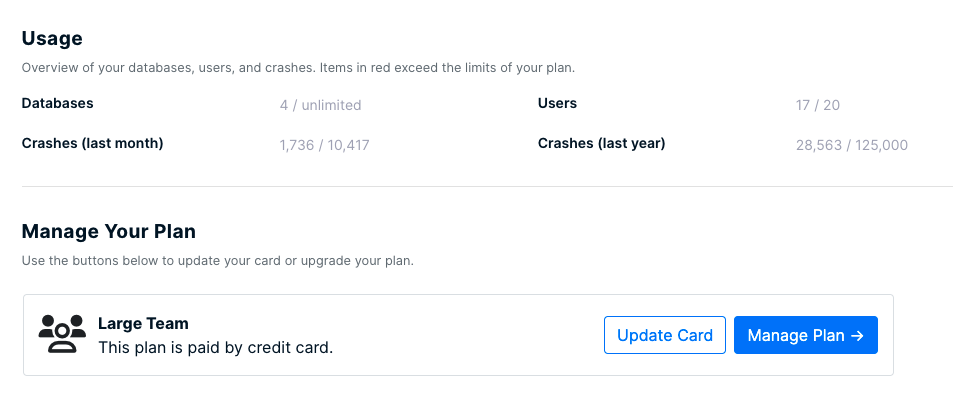 Usage
Overview of your databases, users, and crashes. Items in red exceed the limits of your plan.
Databases 4 / unlimited Users 17 / 20
Crashes (last month) 1,736 / 10,417 Crashes (last year) 28,563 / 125,000
Manage Your Plan
Use the buttons below to update your card or upgrade your plan.
Large Team
This plan is paid by credit card.
Update Card Manage Plan →